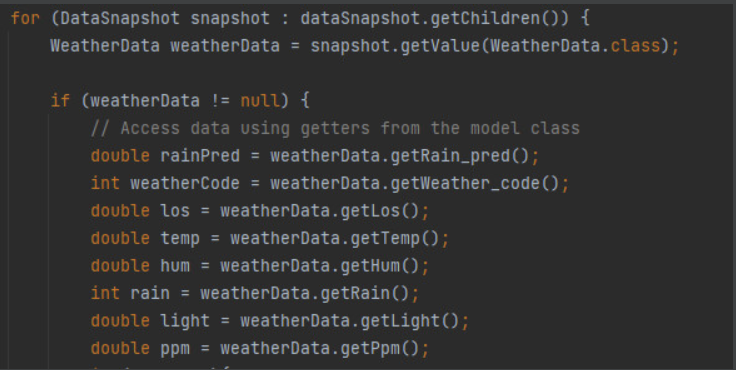 for (DataSnapshot snapshot : dataSnapshot.getChildren()) {
WeatherData weatherData = snapshot.getValue(WeatherData.class);
if (weatherData != null) {
// Access data using getters from the model class
double rainPred = weatherData.getRain_pred();
int weatherCode = weatherData.getWeather_code();
double los = weatherData.getLos();
double temp = weatherData.getTemp();
double hum = weatherData.getHum();
int rain = weatherData.getRain();
double light = weatherData.getLight();
double ppm = weatherData.getPpm();